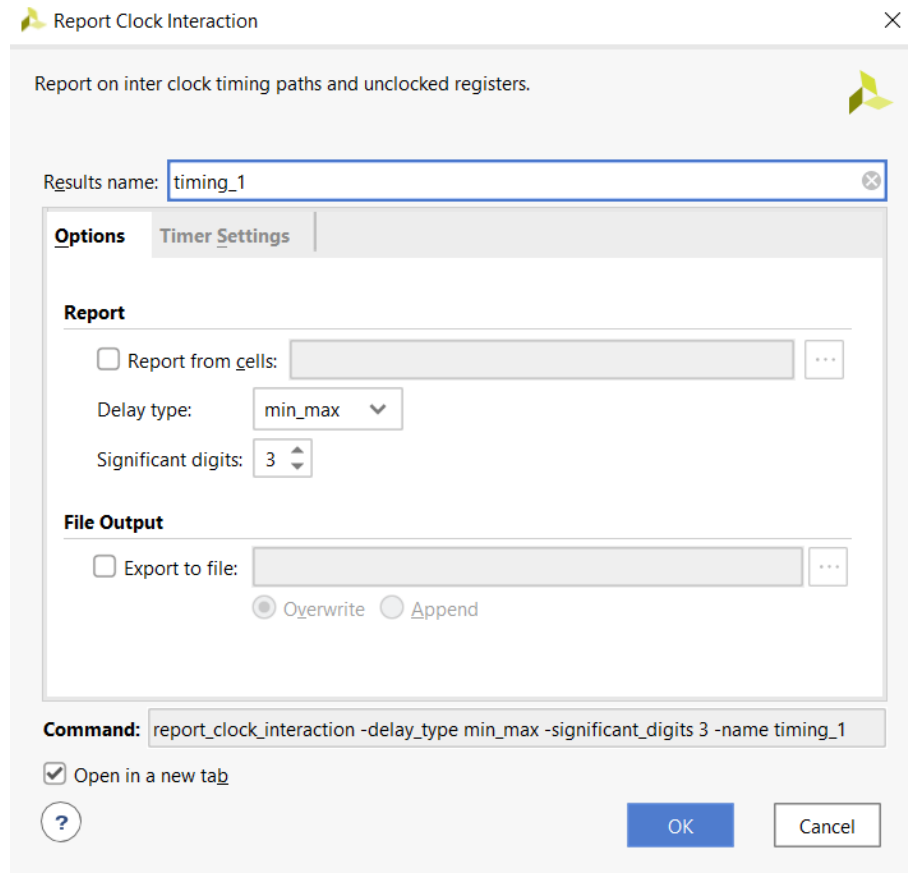 Report Clock Interaction
Report on inter clock timing paths and unclocked registers.
Results name: timing_1
Options Timer Settings
Report
Report from cells: ...
Delay type: min_max
Significant digits: 3
File Output
Export to file: ...
Overwrite Append
Command: report_clock_interaction -delay_type min_max -significant_digits 3 -name timing_1
Open in a new tab
? OK Cancel